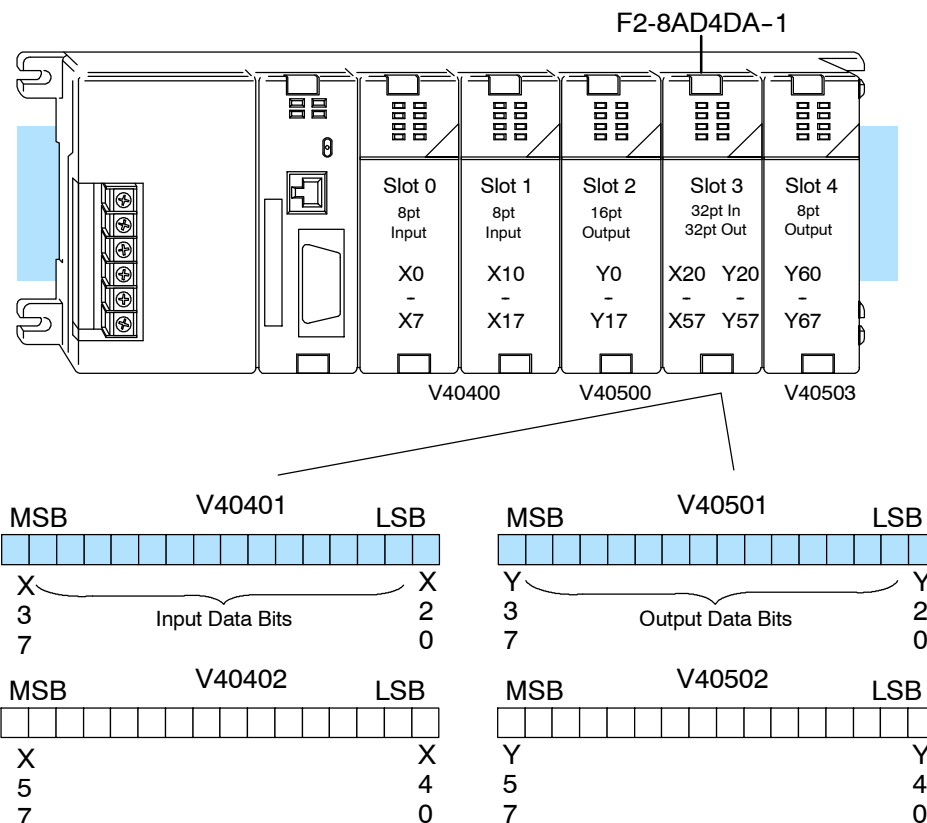 F2-8AD4DA-1
Slot 0 Slot 1 Slot 2 Slot 3 Slot 4
8pt 8pt 16pt 32pt In 8pt
Input Input Output 32pt Out Output
X0 X10 Y0 X20 Y20 Y60
- - - - - -
X7 X17 Y17 X57 Y57 Y67
V40400 V40500 V40503
V40401 V40501
MSB LSB MSB LSB
X X Y Y
3 Input Data Bits 2 3 Output Data Bits 2
7 0 7 0
V40402 V40502
MSB LSB MSB LSB
X X Y Y
5 4 5 4
7 0 7 0